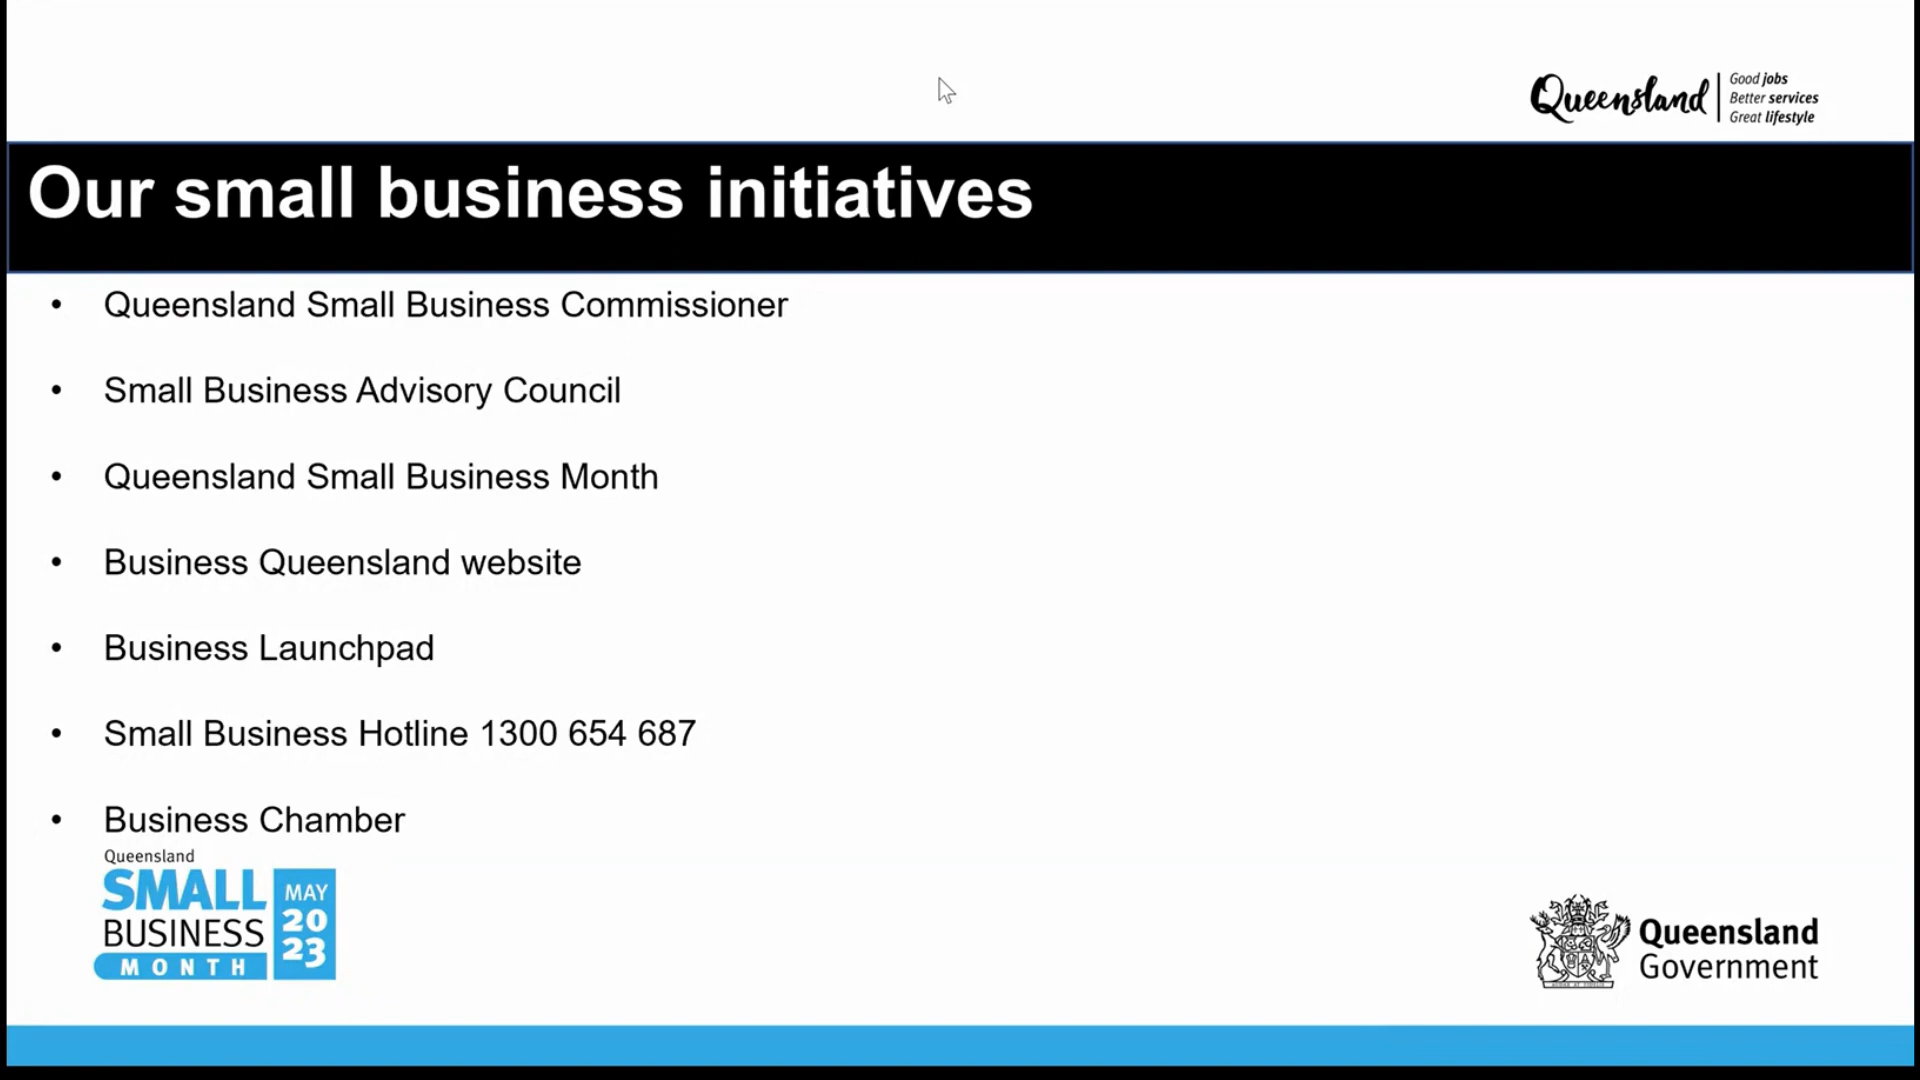 Queensland
Good jobs
Better services
Great lifestyle
Our small business initiatives
• Queensland Small Business Commissioner
• Small Business Advisory Council
• Queensland Small Business Month
• Business Queensland website
• Business Launchpad
• Small Business Hotline 1300 654 687
• Business Chamber
Queensland
SMALL
BUSINESS
MONTH
MAY
20
23
Queensland
Government